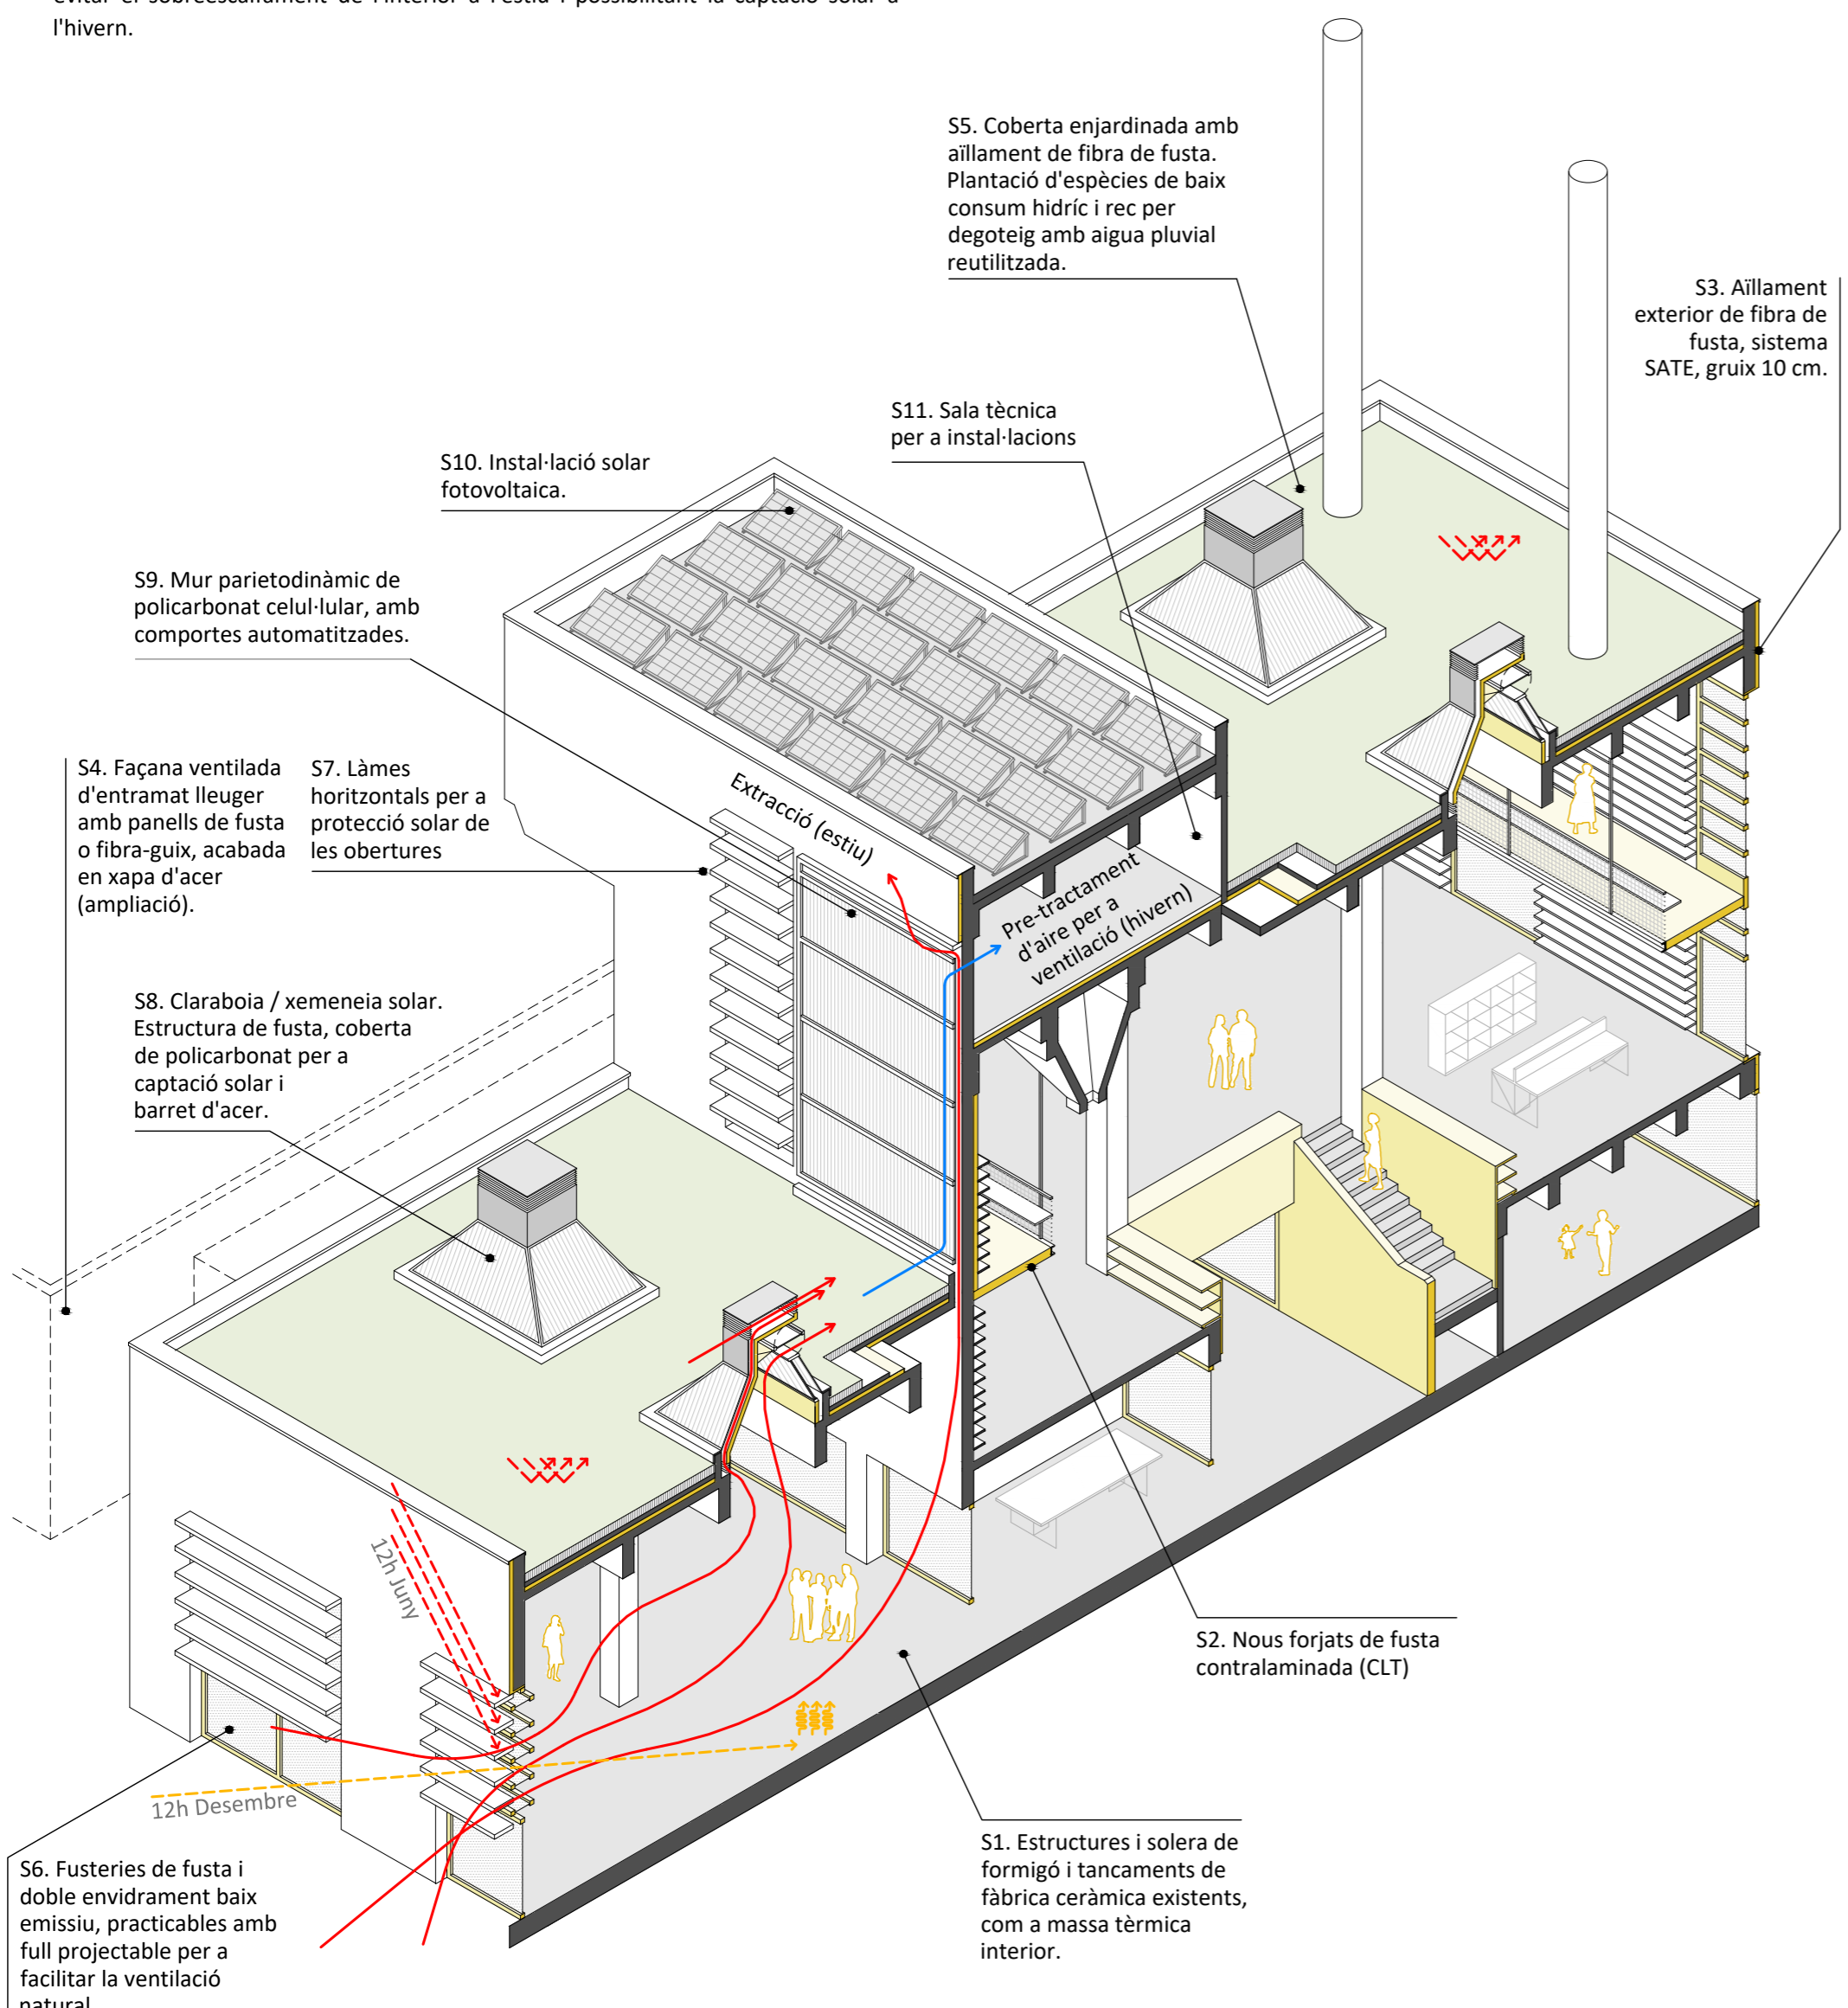 evitar el sobreescalfament de l'interior a l'estiu i possibilitant la captació solar a
l'hivern.
S5. Coberta enjardinada amb
aïllament de fibra de fusta.
Plantació d'espècies de baix
consum hidríc i rec per
degoteig amb aigua pluvial
reutilitzada.
S3. Aïllament
exterior de fibra de
fusta, sistema
SATE, gruix 10 cm.
S11. Sala tècnica
per a instal·lacions
S10. Instal·lació solar
fotovoltaica.
S9. Mur parietodinàmic de
policarbonat celul·lular, amb
comportes automatitzades.
S4. Façana ventilada
d'entramat lleuger
amb panells de fusta
o fibra-guix, acabada
en xapa d'acer
(ampliació).
S7. Làmes
horitzontals per a
protecció solar de
les obertures
Extracció (estiu)
Pre-tractament
d'aire per a
ventilació (hivern)
S8. Claraboia / xemeneia solar.
Estructura de fusta, coberta
de policarbonat per a
captació solar i
barret d'acer.
12h Juny
12h Desembre
S2. Nous forjats de fusta
contralaminada (CLT)
S1. Estructures i solera de
formigó i tancaments de
fàbrica ceràmica existents,
com a massa tèrmica
interior.
S6. Fusteries de fusta i
doble envidrament baix
emissiu, practicables amb
full projectable per a
facilitar la ventilació
natural